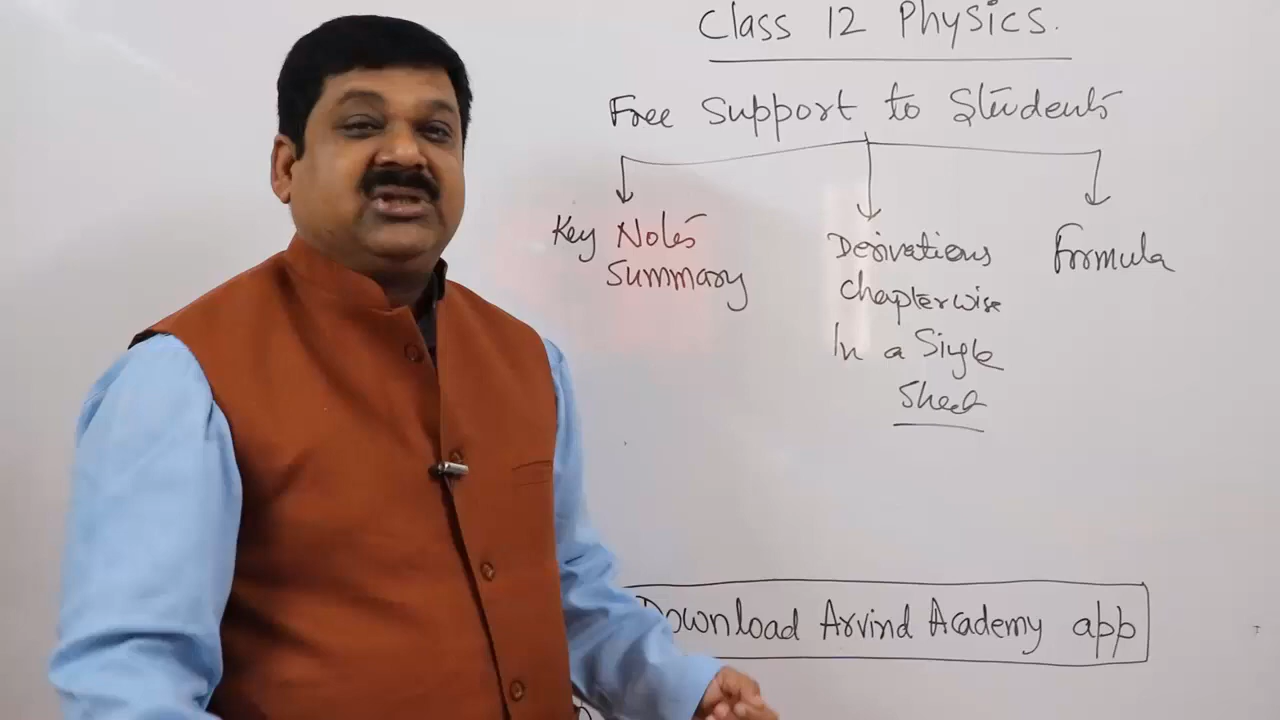 Class 12 Physics.
Free Support to Students
Key Notes
Summary
Derivations
Chapterwise
In a Single
Sheet
Formula
Download Arvind Academy app